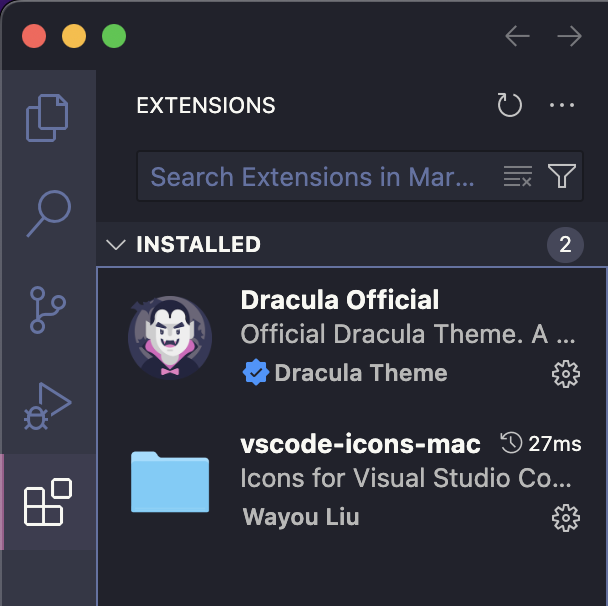 EXTENSIONS
Search Extensions in Mar...
INSTALLED 2
Dracula Official
Official Dracula Theme. A ...
Dracula Theme
vscode-icons-mac 27ms
Icons for Visual Studio Co...
Wayou Liu